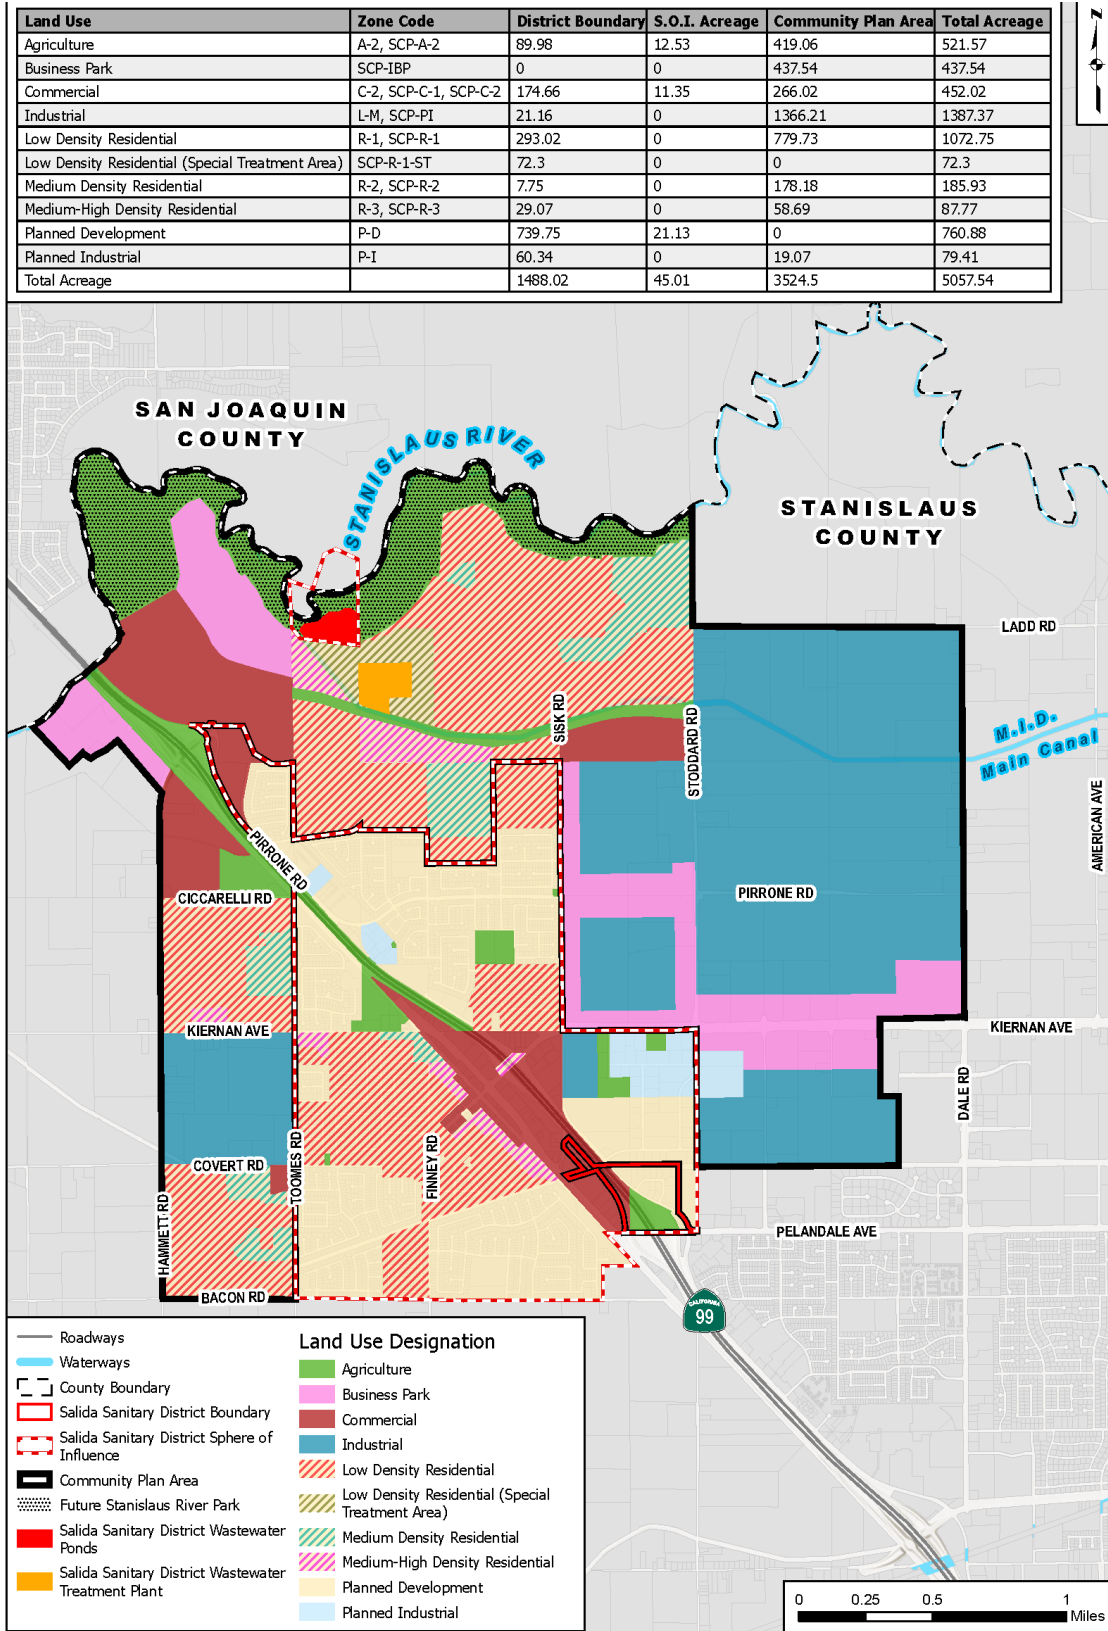 Land Use Zone Code District Boundary S.O.I. Acreage Community Plan Area Total Acreage
Agriculture A-2, SCP-A-2 89.98 12.53 419.06 521.57
Business Park SCP-IBP 0 0 437.54 437.54
Commercial C-2, SCP-C-1, SCP-C-2 174.66 11.35 266.02 452.02
Industrial L-M, SCP-PI 21.16 0 1366.21 1387.37
Low Density Residential R-1, SCP-R-1 293.02 0 779.73 1072.75
Low Density Residential (Special Treatment Area) SCP-R-1-ST 72.3 0 0 72.3
Medium Density Residential R-2, SCP-R-2 7.75 0 178.18 185.93
Medium-High Density Residential R-3, SCP-R-3 29.07 0 58.69 87.77
Planned Development P-D 739.75 21.13 0 760.88
Planned Industrial P-I 60.34 0 19.07 79.41
Total Acreage 1488.02 45.01 3524.5 5057.54
N
SAN JOAQUIN
COUNTY
STANISLAUS RIVER
STANISLAUS
COUNTY
LADD RD
SISK RD
STODDARD RD
M.I.D.
Main Canal
AMERICAN AVE
PIRRONE RD
CICCARELLI RD
PIRRONE RD
KIERNAN AVE
KIERNAN AVE
DALE RD
COVERT RD
TOOMES RD
FINNEY RD
HAMMETT RD
PELANDALE AVE
BACON RD
CALIFORNIA
99
Roadways
Waterways
County Boundary
Salida Sanitary District Boundary
Salida Sanitary District Sphere of
Influence
Community Plan Area
Future Stanislaus River Park
Salida Sanitary District Wastewater
Ponds
Salida Sanitary District Wastewater
Treatment Plant
Land Use Designation
Agriculture
Business Park
Commercial
Industrial
Low Density Residential
Low Density Residential (Special
Treatment Area)
Medium Density Residential
Medium-High Density Residential
Planned Development
Planned Industrial
0 0.25 0.5 1
Miles